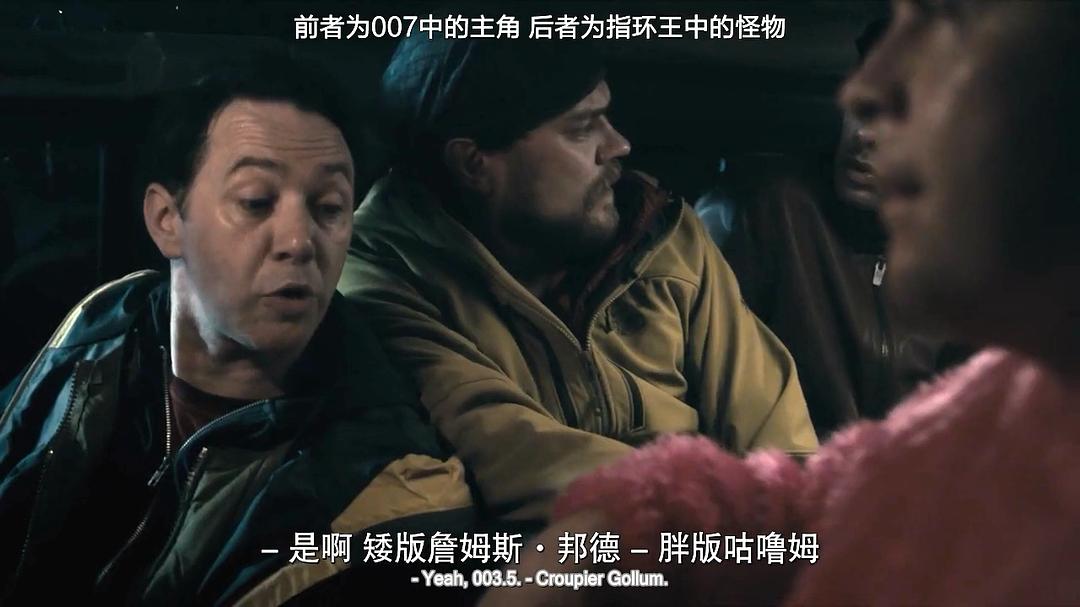 前者为007中的主角 后者为指环王中的怪物
– 是啊 矮版詹姆斯·邦德 – 胖版咕噜姆
- Yeah, 003.5. - Croupier Gollum.